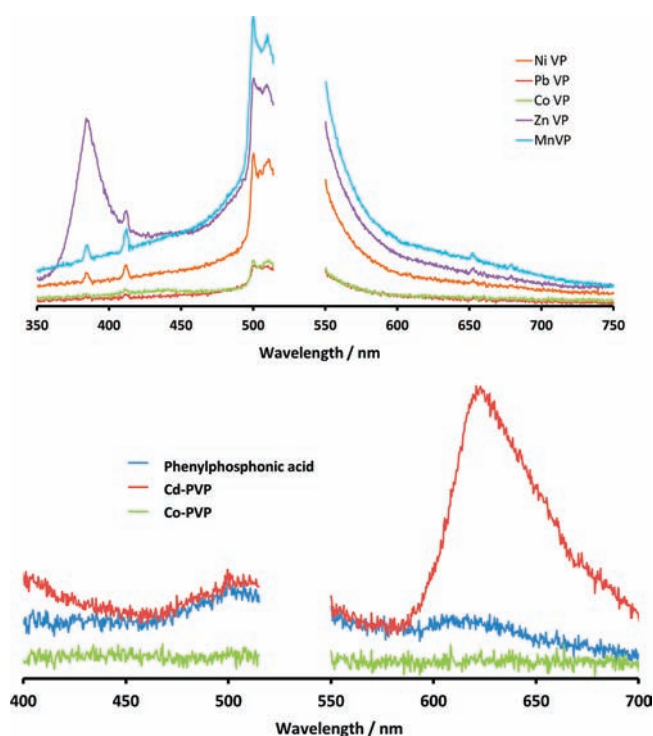 Ni VP
Pb VP
Co VP
Zn VP
MnVP
350 400 450 500 550 600 650 700 750
Wavelength / nm
Phenylphosphonic acid
Cd-PVP
Co-PVP
400 450 500 550 600 650 700
Wavelength / nm